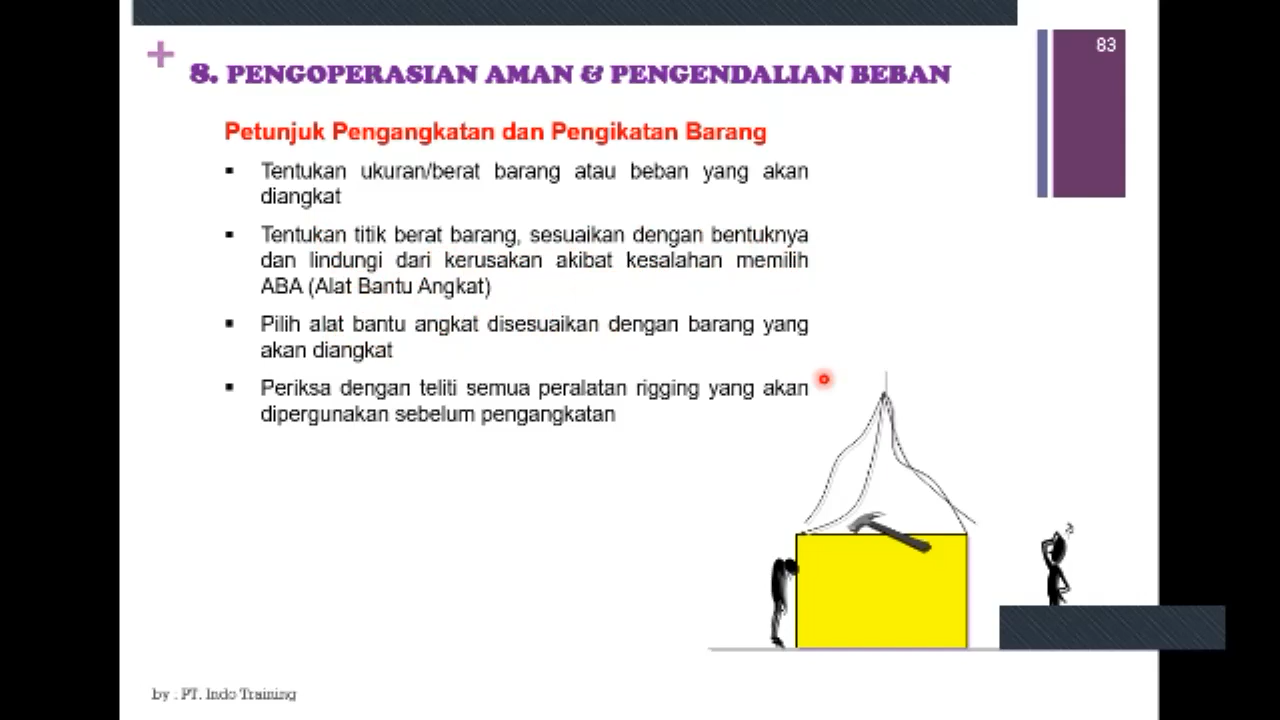 83
+ 8. PENGOPERASIAN AMAN & PENGENDALIAN BEBAN
Petunjuk Pengangkatan dan Pengikatan Barang
▪ Tentukan ukuran/berat barang atau beban yang akan
diangkat
▪ Tentukan titik berat barang, sesuaikan dengan bentuknya
dan lindungi dari kerusakan akibat kesalahan memilih
ABA (Alat Bantu Angkat)
▪ Pilih alat bantu angkat disesuaikan dengan barang yang
akan diangkat
▪ Periksa dengan teliti semua peralatan rigging yang akan
dipergunakan sebelum pengangkatan
?
by : PT. Indo Training